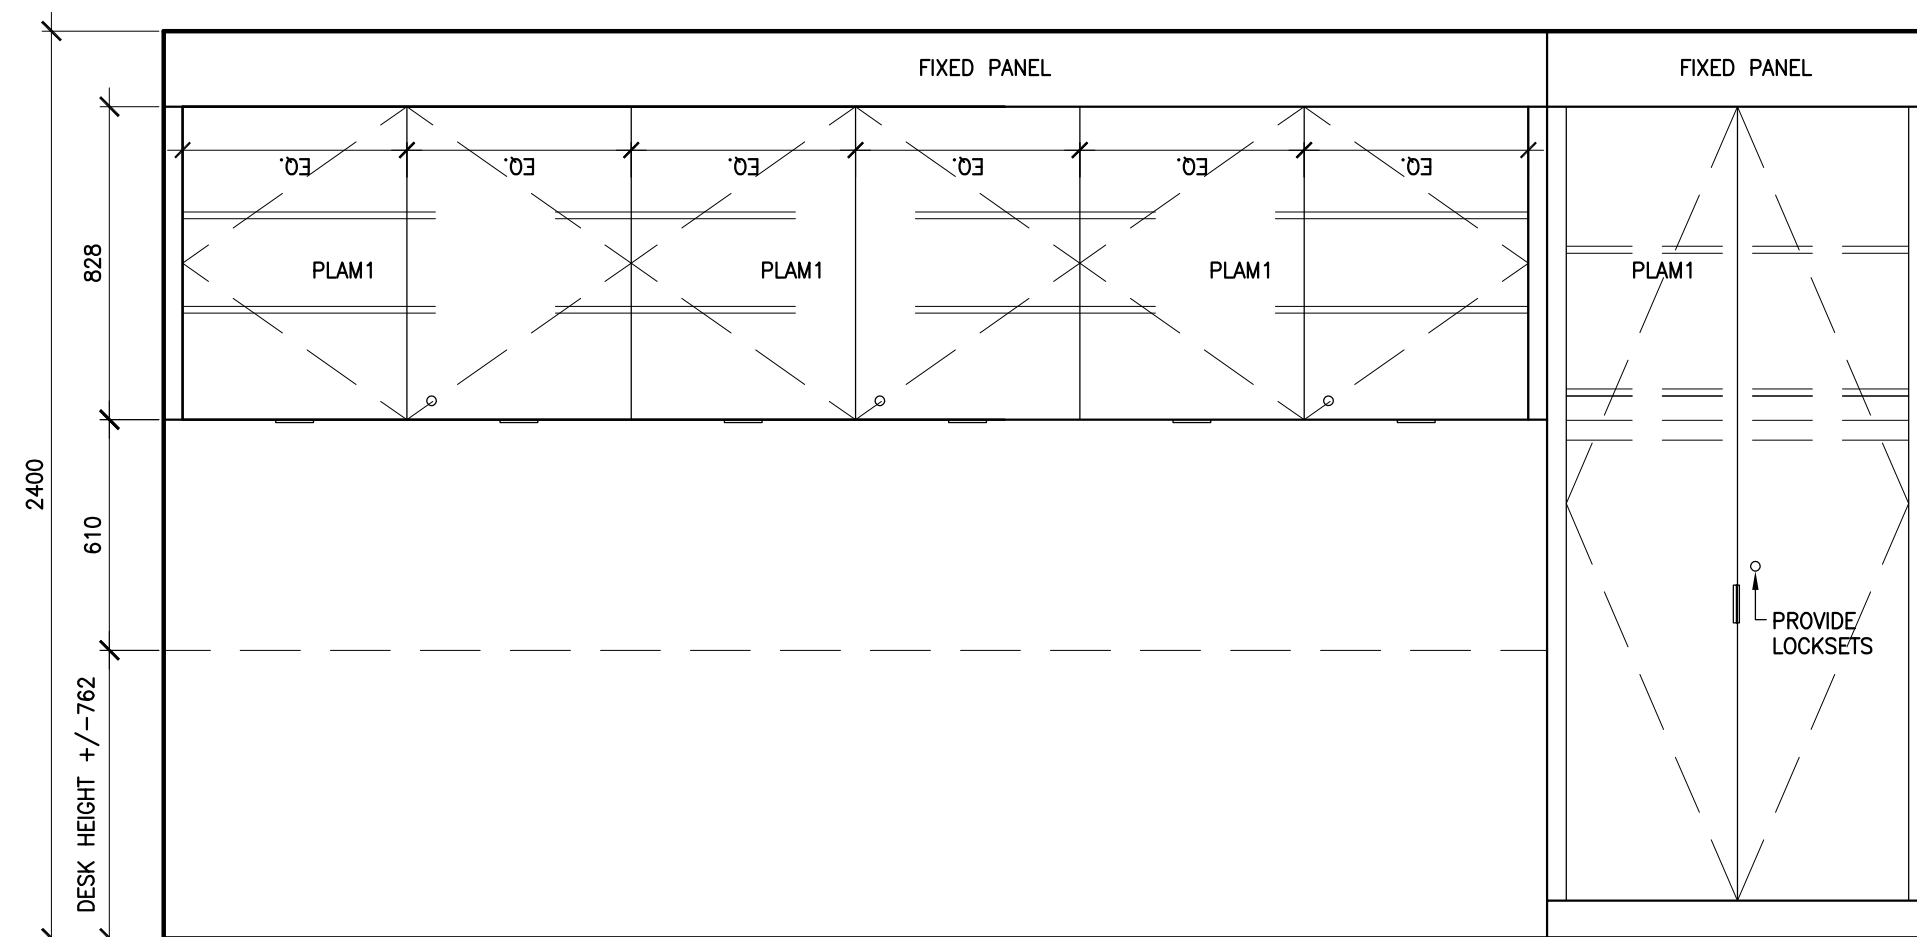 FIXED PANEL
FIXED PANEL
EQ.
EQ.
EQ.
EQ.
EQ.
EQ.
828
PLAM1
PLAM1
PLAM1
PLAM1
2400
610
PROVIDE
LOCKSETS
DESK HEIGHT +/-762